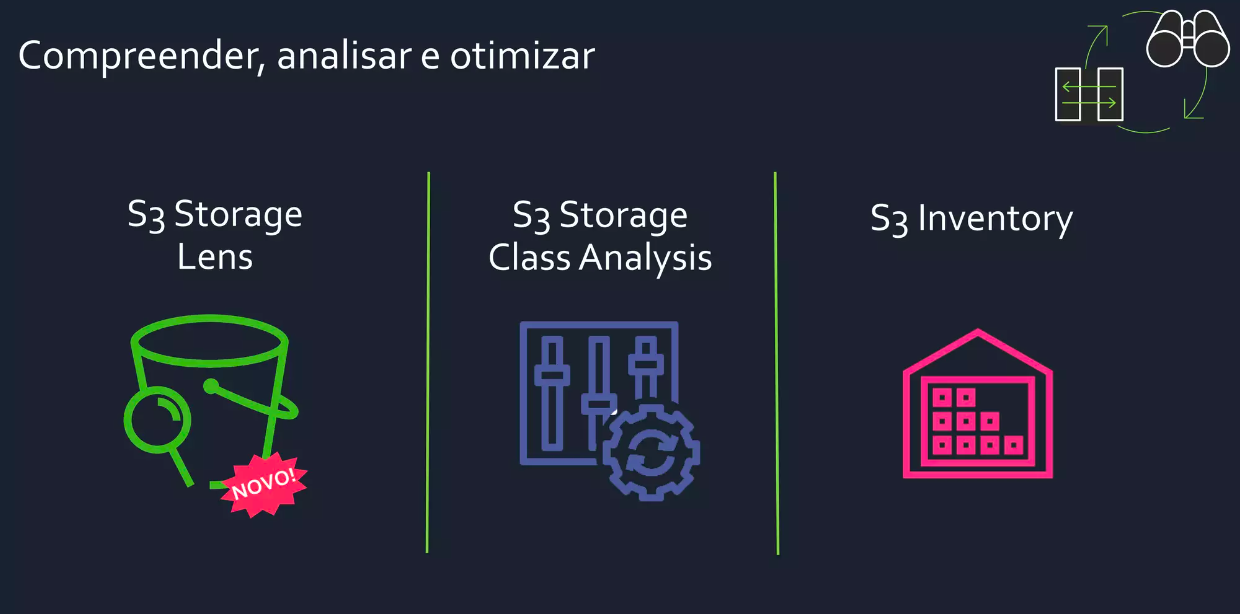 Compreender, analisar e otimizar
S3 Storage
Lens
NOVO!
S3 Storage
Class Analysis
S3 Inventory